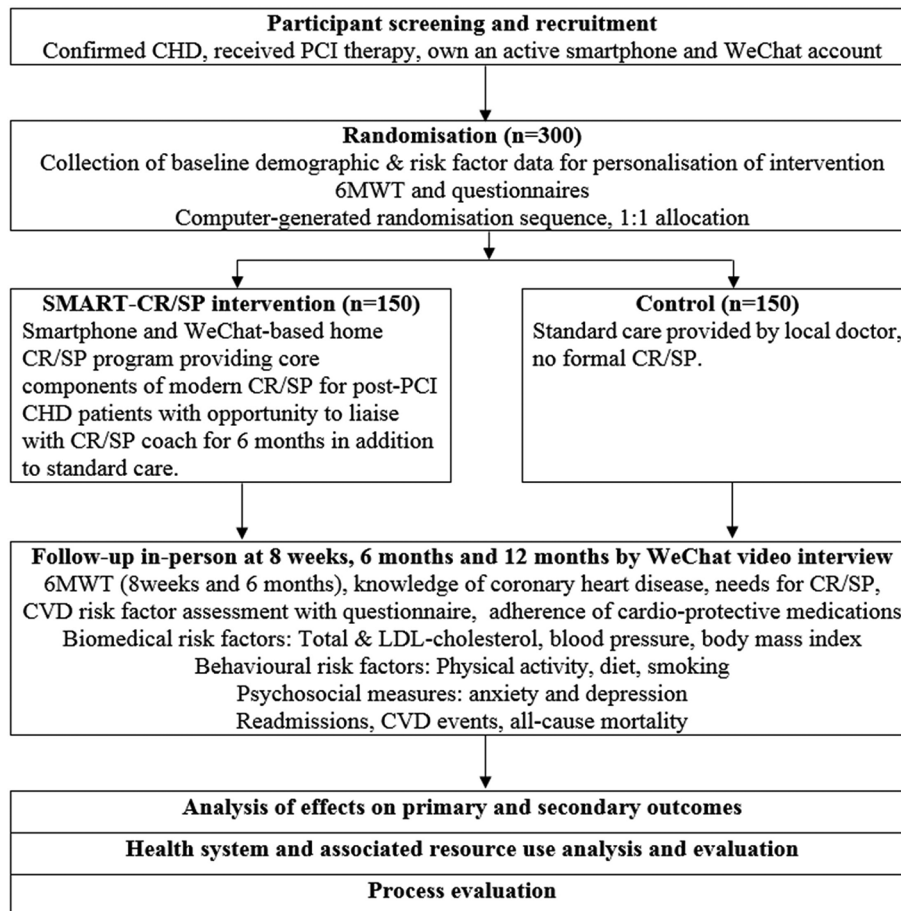 Participant screening and recruitment
Confirmed CHD, received PCI therapy, own an active smartphone and WeChat account
Randomisation (n=300)
Collection of baseline demographic & risk factor data for personalisation of intervention
6MWT and questionnaires
Computer-generated randomisation sequence, 1:1 allocation
SMART-CR/SP intervention (n=150)
Smartphone and WeChat-based home
CR/SP program providing core
components of modern CR/SP for post-PCI
CHD patients with opportunity to liaise
with CR/SP coach for 6 months in addition
to standard care.
Control (n=150)
Standard care provided by local doctor,
no formal CR/SP.
Follow-up in-person at 8 weeks, 6 months and 12 months by WeChat video interview
6MWT (8weeks and 6 months), knowledge of coronary heart disease, needs for CR/SP,
CVD risk factor assessment with questionnaire, adherence of cardio-protective medications
Biomedical risk factors: Total & LDL-cholesterol, blood pressure, body mass index
Behavioural risk factors: Physical activity, diet, smoking
Psychosocial measures: anxiety and depression
Readmissions, CVD events, all-cause mortality
Analysis of effects on primary and secondary outcomes
Health system and associated resource use analysis and evaluation
Process evaluation